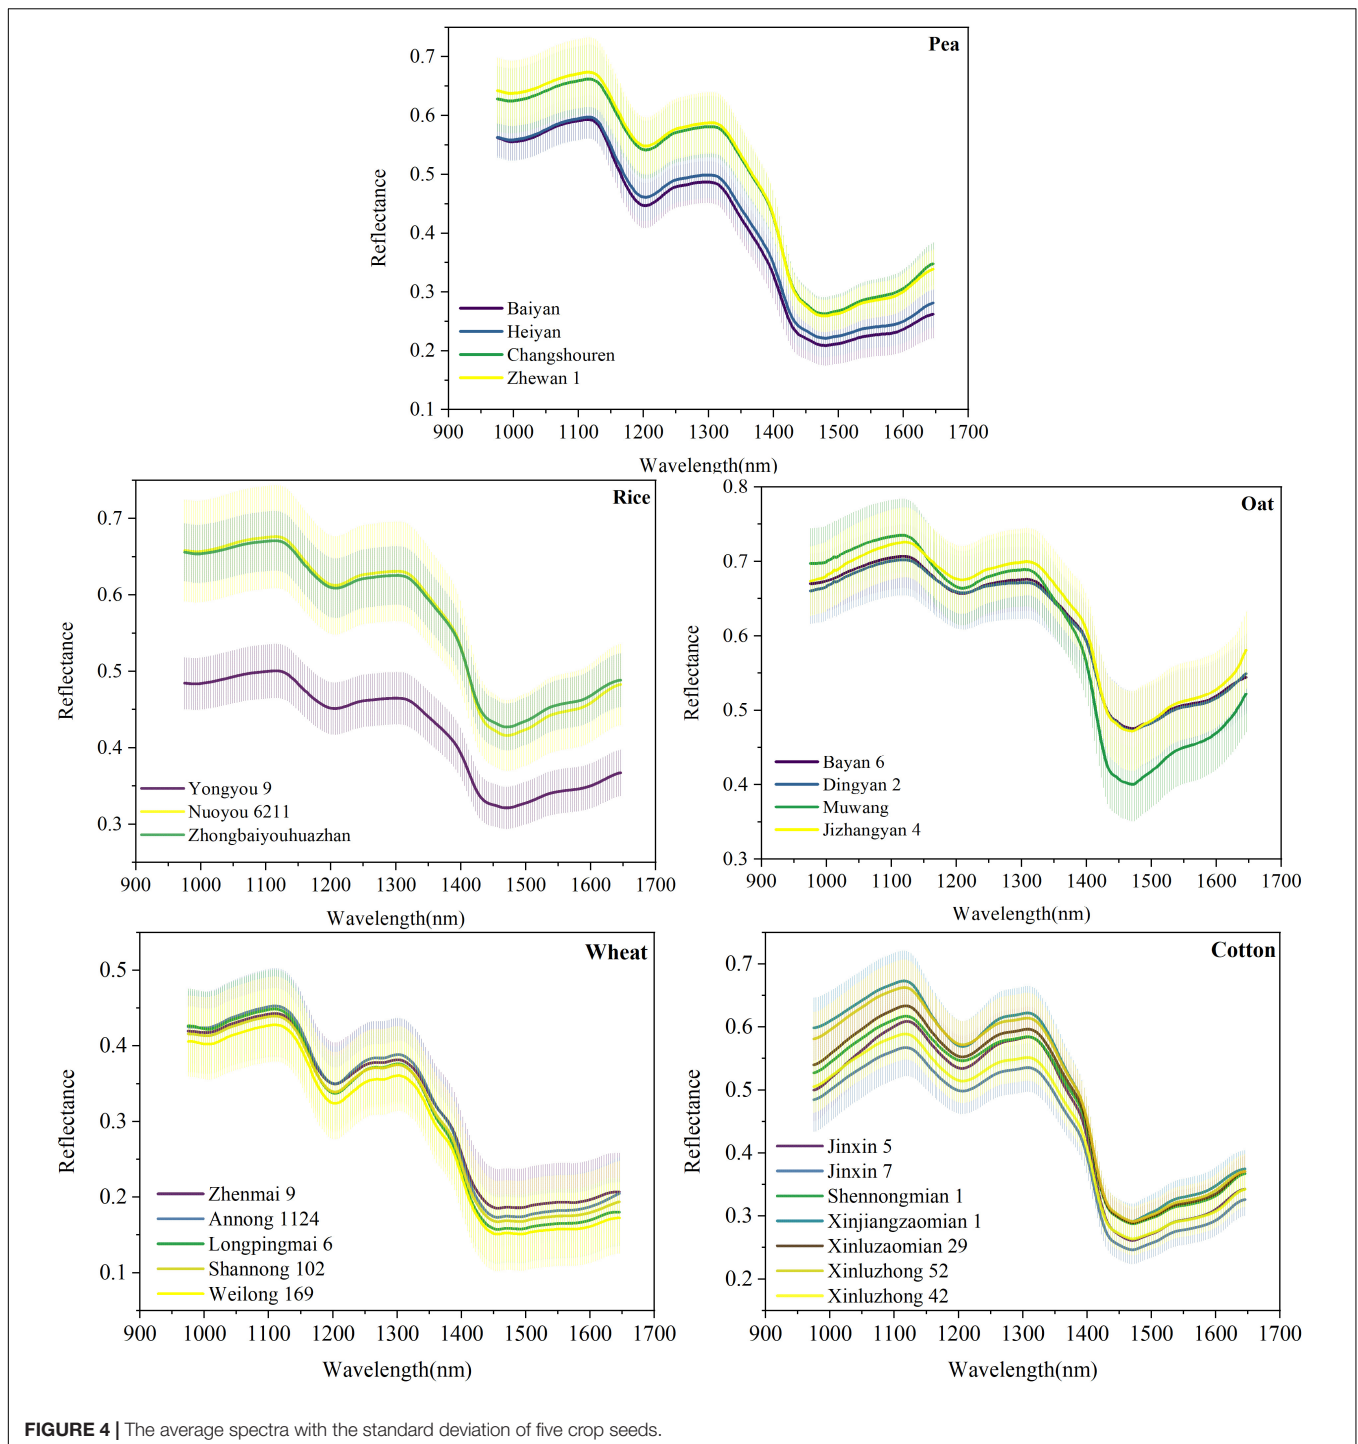 Pea
0.7
0.6
0.5
0.4
0.3
0.2
0.1
Reflectance
Baiyan
Heiyan
Changshouren
Zhewan 1
900 1000 1100 1200 1300 1400 1500 1600 1700
Wavelength(nm)
Rice
0.7
0.6
0.5
0.4
0.3
Reflectance
Yongyou 9
Nuoyou 6211
Zhongbaiyouhuazhan
900 1000 1100 1200 1300 1400 1500 1600 1700
Wavelength(nm)
Oat
0.8
0.7
0.6
0.5
0.4
0.3
Reflectance
Bayan 6
Dingyan 2
Muwang
Jizhangyan 4
900 1000 1100 1200 1300 1400 1500 1600 1700
Wavelength(nm)
Wheat
0.5
0.4
0.3
0.2
0.1
Reflectance
Zhenmai 9
Annong 1124
Longpingmai 6
Shannong 102
Weilong 169
900 1000 1100 1200 1300 1400 1500 1600 1700
Wavelength(nm)
Cotton
0.7
0.6
0.5
0.4
0.3
0.2
Reflectance
Jinxin 5
Jinxin 7
Shennongmian 1
Xinjiangzaomian 1
Xinluzaomian 29
Xinluzhong 52
Xinluzhong 42
900 1000 1100 1200 1300 1400 1500 1600 1700
Wavelength(nm)
FIGURE 4 | The average spectra with the standard deviation of five crop seeds.